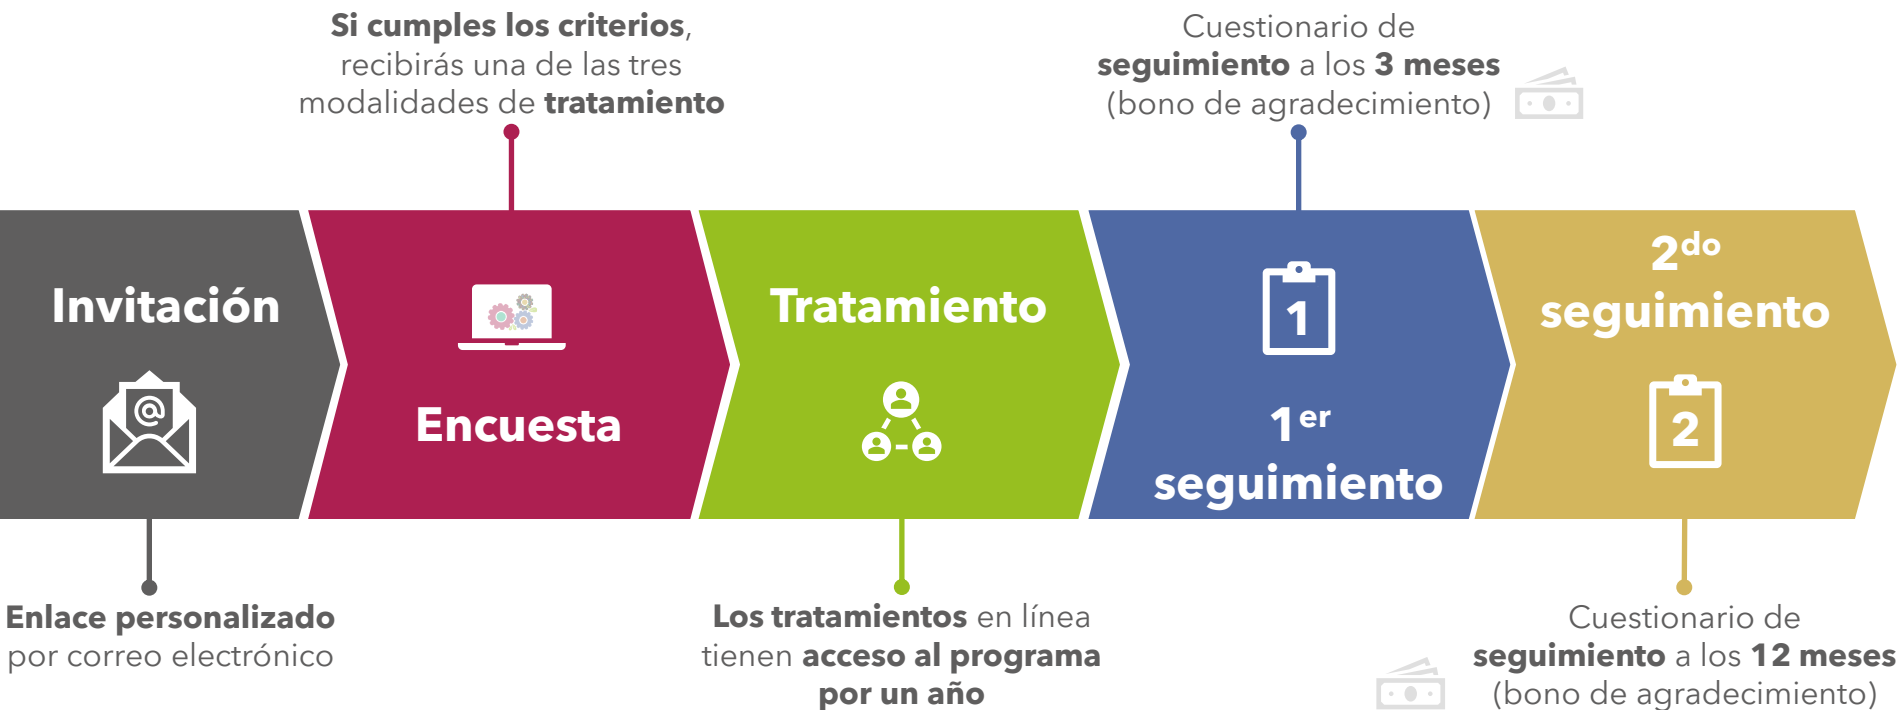 Si cumples los criterios,
recibirás una de las tres
modalidades de tratamiento
Cuestionario de
seguimiento a los 3 meses
(bono de agradecimiento)
Invitación
@
Encuesta
Tratamiento
1
1er
seguimiento
2do
seguimiento
2
Enlace personalizado
por correo electrónico
Los tratamientos en línea
tienen acceso al programa
por un año
Cuestionario de
seguimiento a los 12 meses
(bono de agradecimiento)